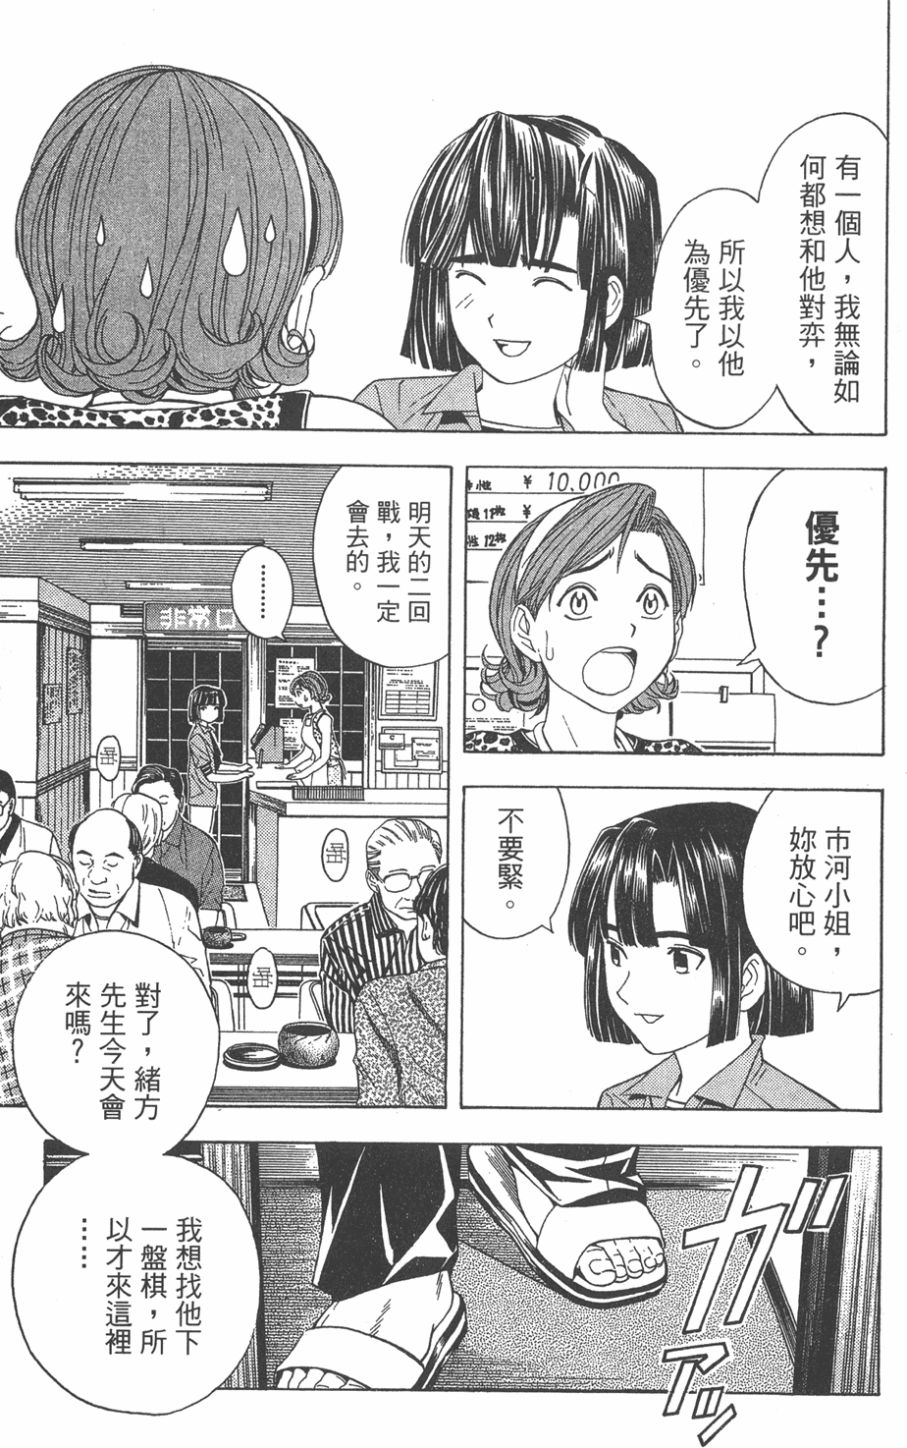 有一個人，我無論如
何都想和他對弈，
所以我以他
為優先了。
¥ 10,000
¥
優先…？
明天的二回
戰，我一定
會去的。
………
非常口
市河小姐，
妳放心吧。
不要緊。
對了，緒方
先生今天會
來嗎？
我想找他下
一盤棋，所
以才來這裡
……
ガァッ